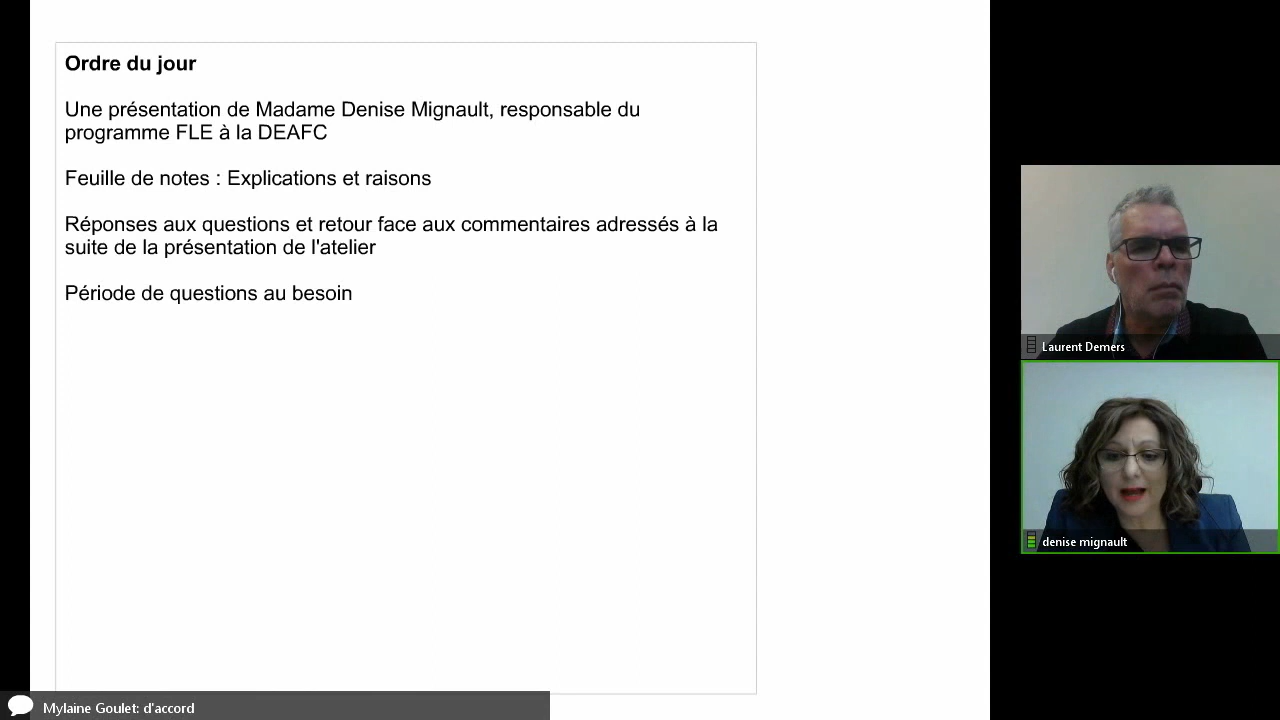 Ordre du jour
Une présentation de Madame Denise Mignault, responsable du
programme FLE à la DEAFC
Feuille de notes : Explications et raisons
Réponses aux questions et retour face aux commentaires adressés à la
suite de la présentation de l'atelier
Période de questions au besoin
Laurent Demers
denise mignault
Mylaine Goulet: d'accord